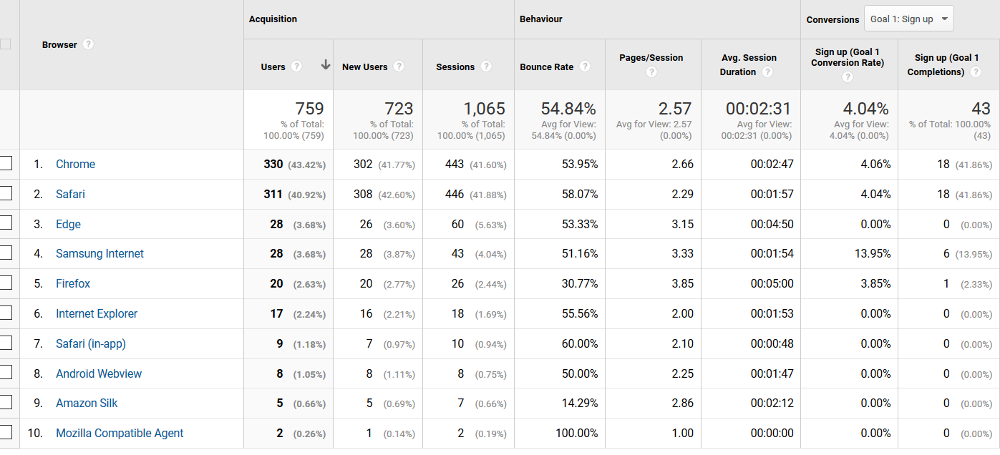 Acquisition Behaviour Conversions Goal 1: Sign up
Browser ? Users ? New Users ? Sessions ? Bounce Rate ? Pages/Session ? Avg. Session Duration ? Sign up (Goal 1 Conversion Rate) ? Sign up (Goal 1 Completions) ?
759 723 1,065 54.84% 2.57 00:02:31 4.04% 43
% of Total: % of Total: % of Total: Avg for View: Avg for View: 2.57 Avg for View: Avg for View: % of Total: 100.00%
100.00% (759) 100.00% (723) 100.00% (1,065) 54.84% (0.00%) (0.00%) 00:02:31 (0.00%) 4.04% (0.00%) (43)
1. Chrome 330 (43.42%) 302 (41.77%) 443 (41.60%) 53.95% 2.66 00:02:47 4.06% 18 (41.86%)
2. Safari 311 (40.92%) 308 (42.60%) 446 (41.88%) 58.07% 2.29 00:01:57 4.04% 18 (41.86%)
3. Edge 28 (3.68%) 26 (3.60%) 60 (5.63%) 53.33% 3.15 00:04:50 0.00% 0 (0.00%)
4. Samsung Internet 28 (3.68%) 28 (3.87%) 43 (4.04%) 51.16% 3.33 00:01:54 13.95% 6 (13.95%)
5. Firefox 20 (2.63%) 20 (2.77%) 26 (2.44%) 30.77% 3.85 00:05:00 3.85% 1 (2.33%)
6. Internet Explorer 17 (2.24%) 16 (2.21%) 18 (1.69%) 55.56% 2.00 00:01:53 0.00% 0 (0.00%)
7. Safari (in-app) 9 (1.18%) 7 (0.97%) 10 (0.94%) 60.00% 2.10 00:00:48 0.00% 0 (0.00%)
8. Android Webview 8 (1.05%) 8 (1.11%) 8 (0.75%) 50.00% 2.25 00:01:47 0.00% 0 (0.00%)
9. Amazon Silk 5 (0.66%) 5 (0.69%) 7 (0.66%) 14.29% 2.86 00:02:12 0.00% 0 (0.00%)
10. Mozilla Compatible Agent 2 (0.26%) 1 (0.14%) 2 (0.19%) 100.00% 1.00 00:00:00 0.00% 0 (0.00%)